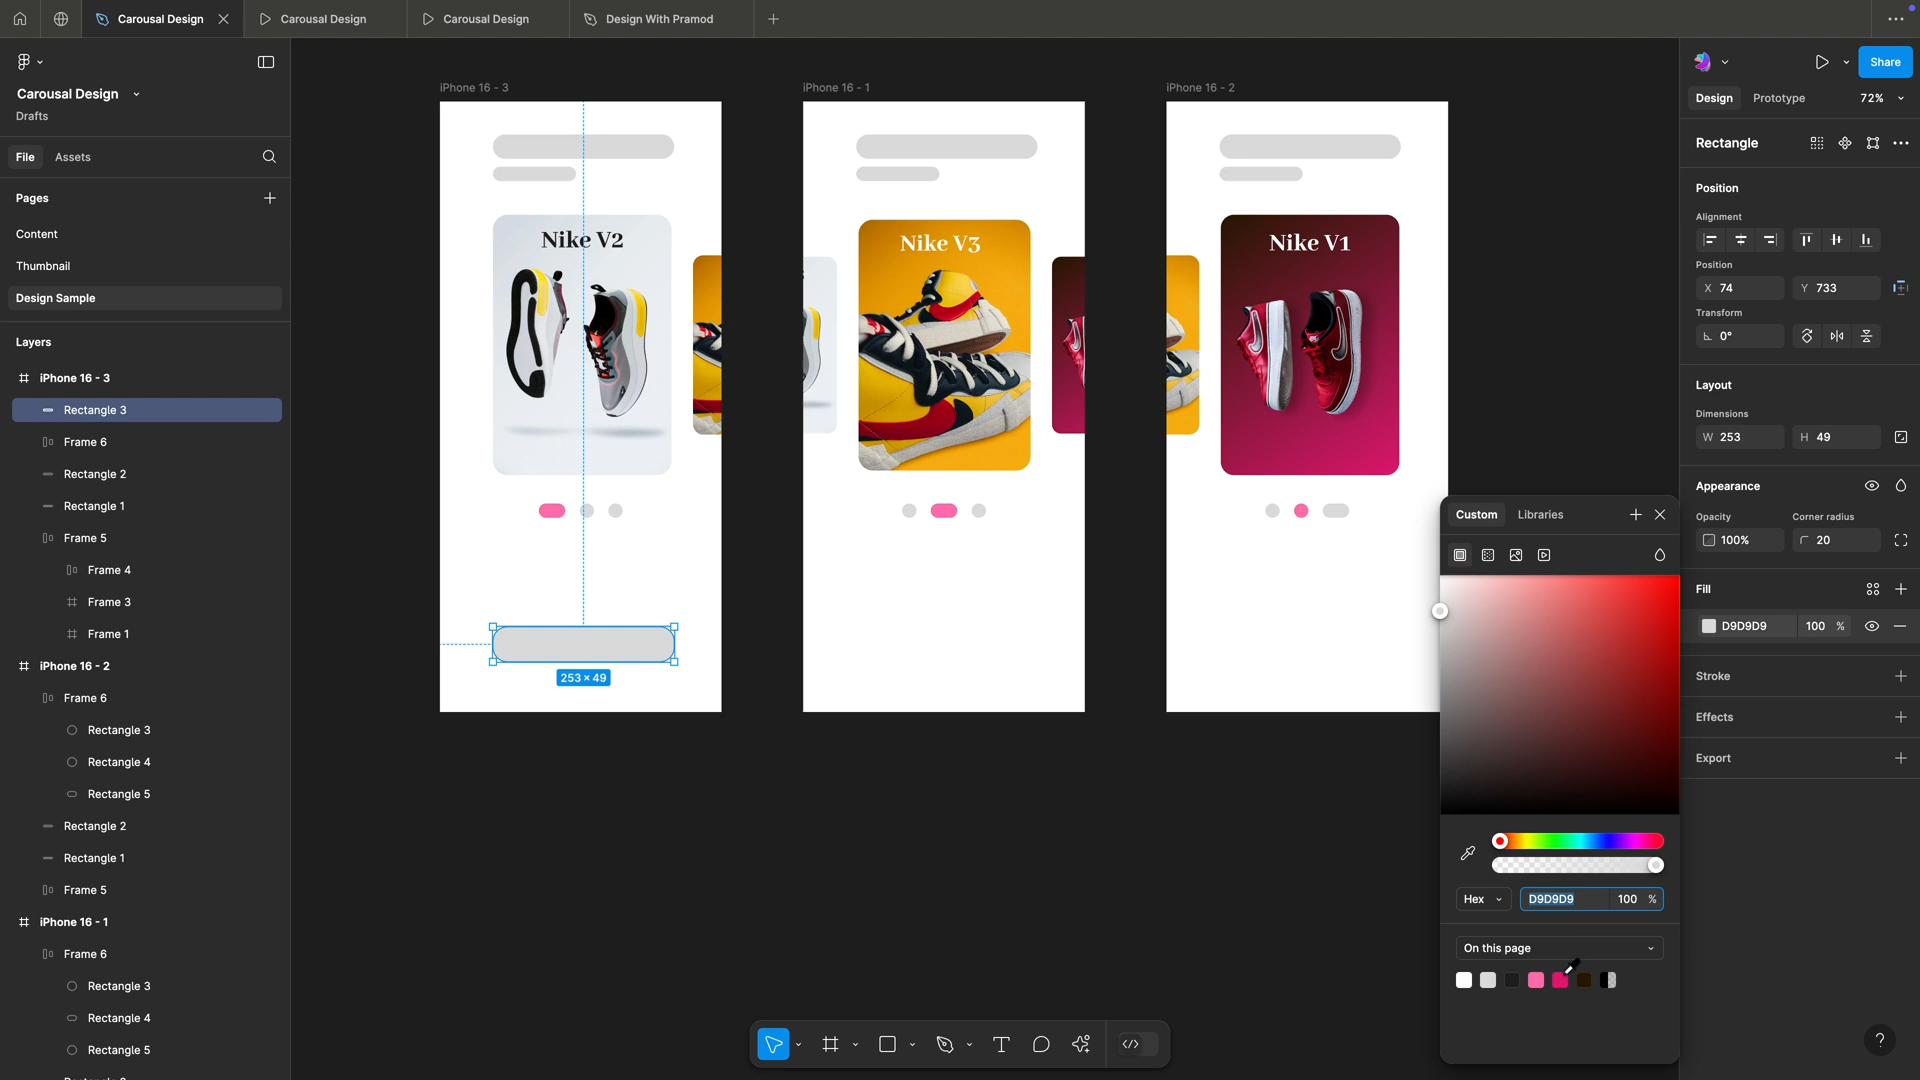 Carousal Design
Carousal Design
Carousal Design
Design With Pramod
Carousal Design
Drafts
File
Assets
Pages
Content
Thumbnail
Design Sample
Layers
iPhone 16 - 3
Rectangle 3
Frame 6
Rectangle 2
Rectangle 1
Frame 5
Frame 4
Frame 3
Frame 1
iPhone 16 - 2
Frame 6
Rectangle 3
Rectangle 4
Rectangle 5
Rectangle 2
Rectangle 1
Frame 5
iPhone 16 - 1
Frame 6
Rectangle 3
Rectangle 4
Rectangle 5
iPhone 16 - 3
Nike V2
253 × 49
iPhone 16 - 1
Nike V3
iPhone 16 - 2
Nike V1
Custom
Libraries
Hex
D9D9D9
100 %
On this page
Share
Design
Prototype
72%
Rectangle
Position
Alignment
Position
X 74
Y 733
Transform
0°
Layout
Dimensions
W 253
H 49
Appearance
Opacity
Corner radius
100%
20
Fill
D9D9D9
100 %
Stroke
Effects
Export
?